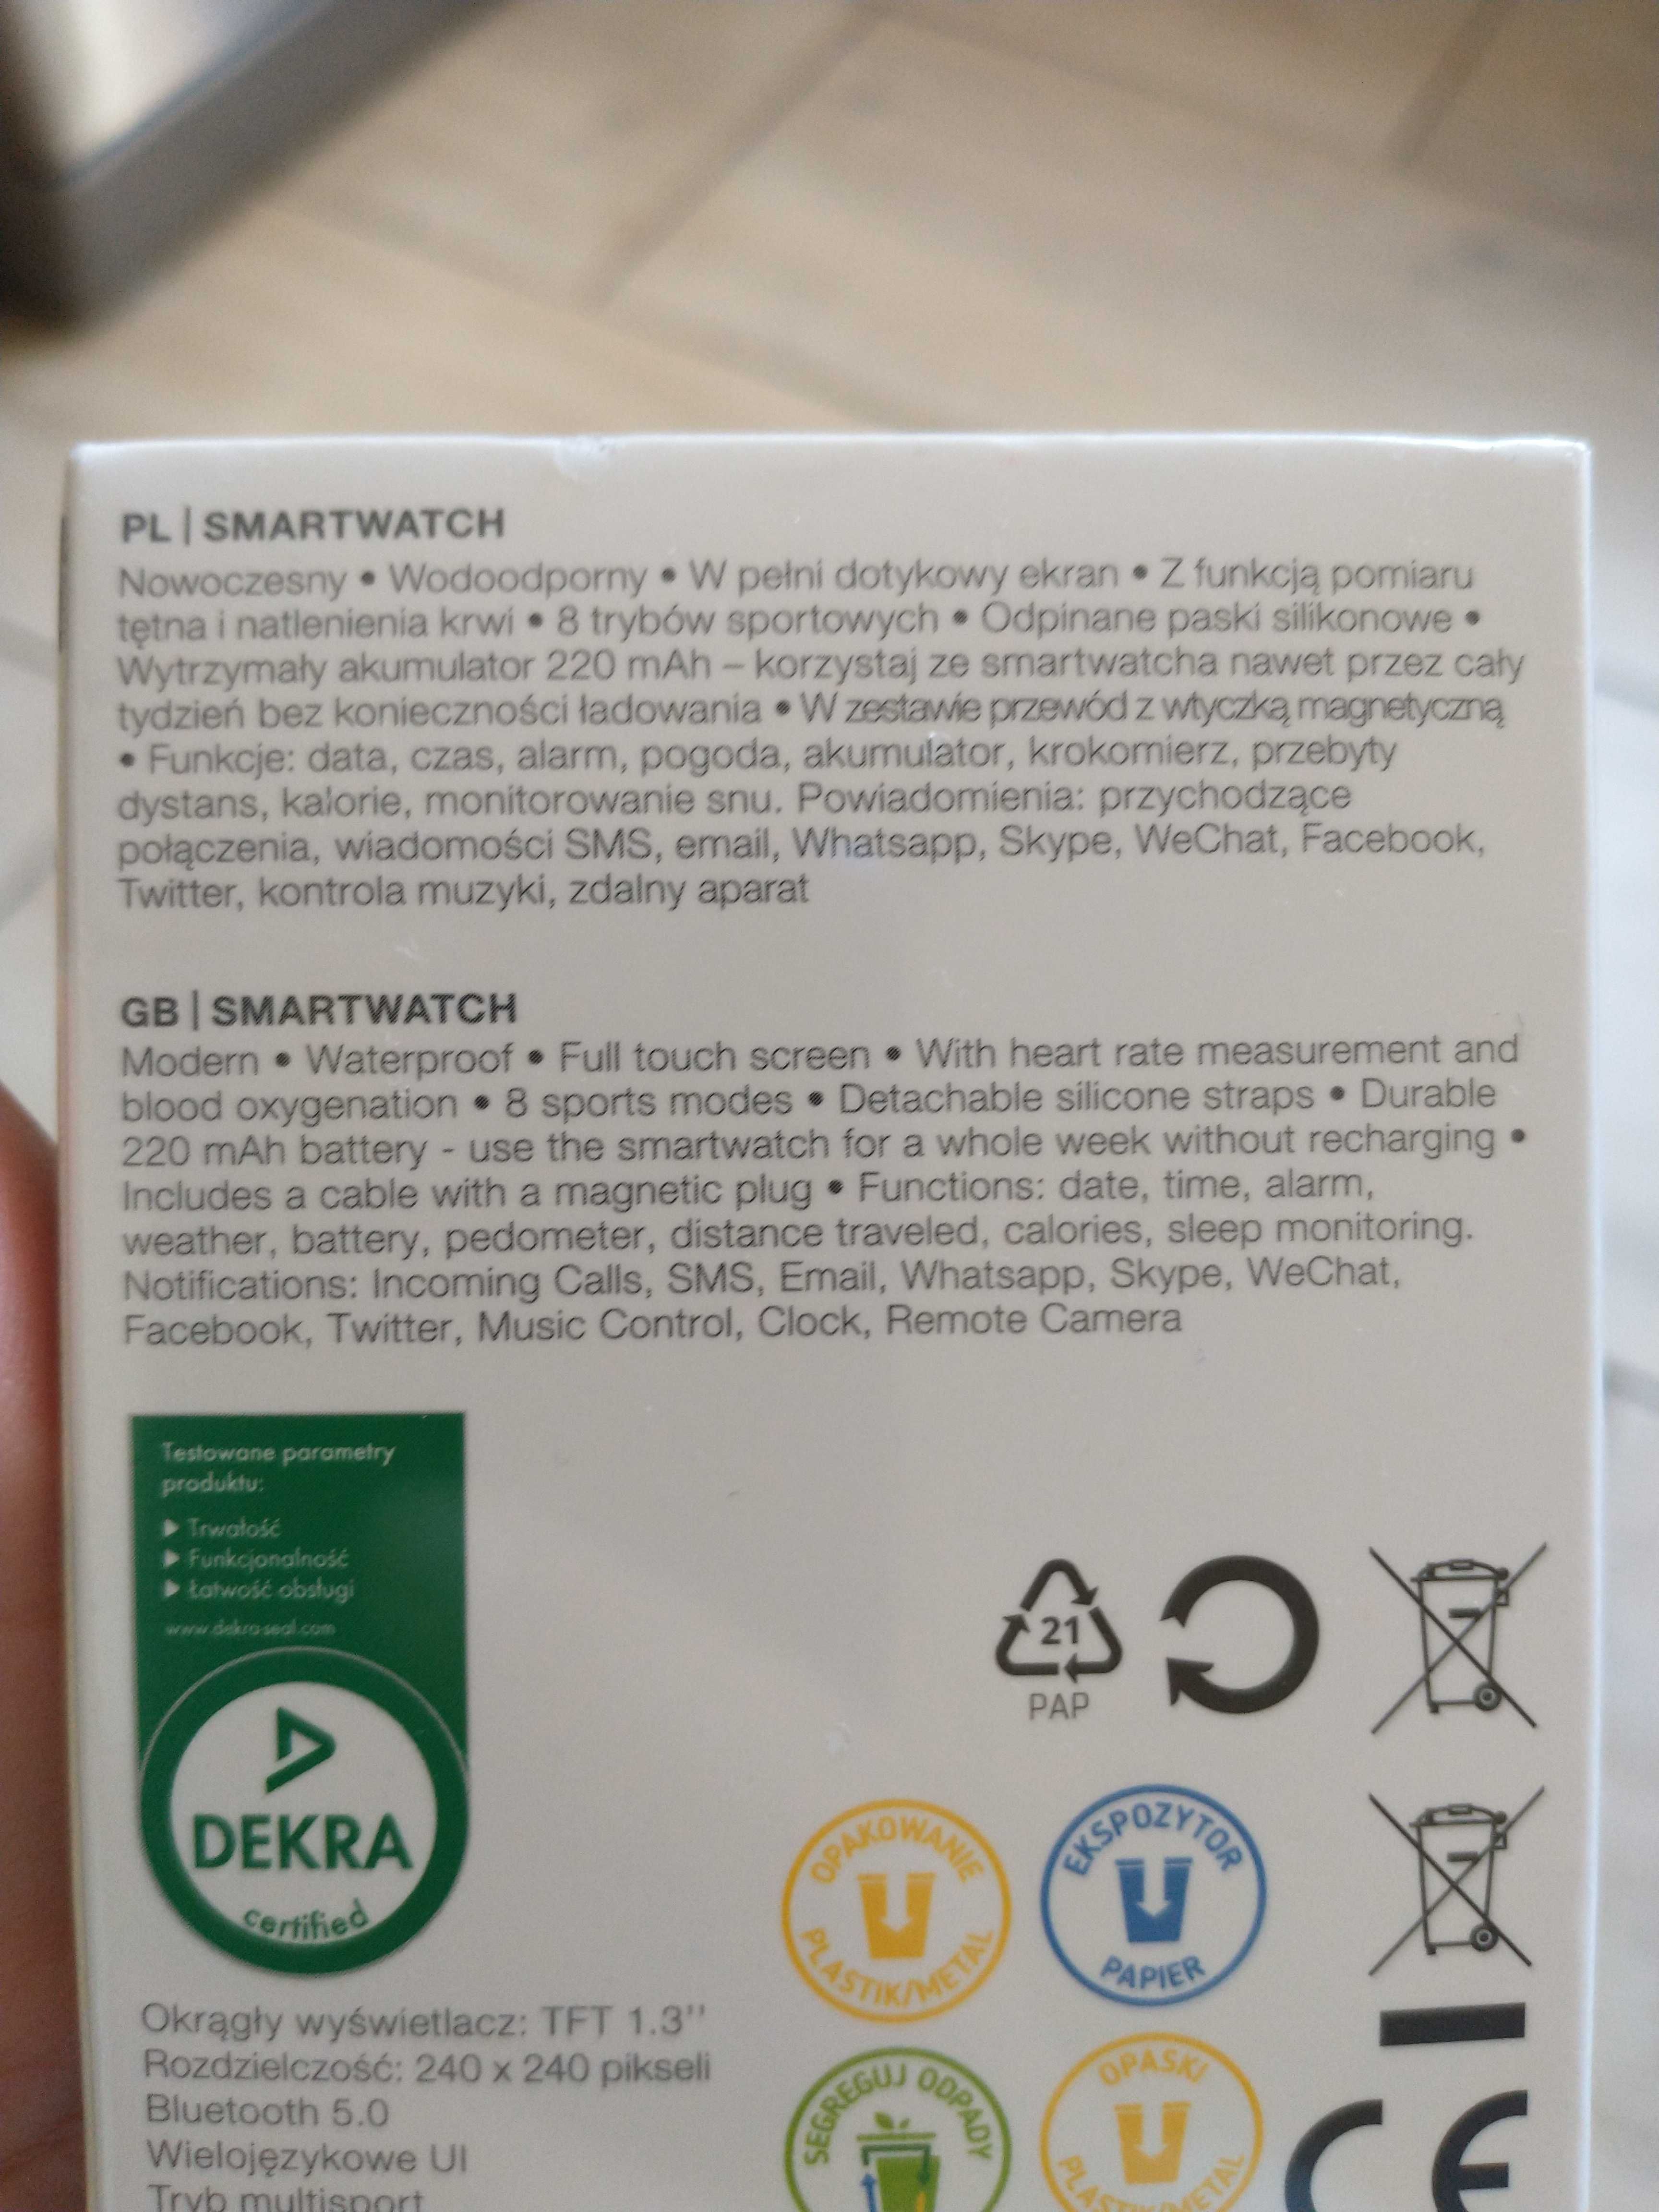 PL | SMARTWATCH
Nowoczesny • Wodoodporny • W pełni dotykowy ekran • Z funkcją pomiaru
tętna i natlenienia krwi • 8 trybów sportowych • Odpinane paski silikonowe •
Wytrzymały akumulator 220 mAh – korzystaj ze smartwatcha nawet przez cały
tydzień bez konieczności ładowania • W zestawie przewód z wtyczką magnetyczną
• Funkcje: data, czas, alarm, pogoda, akumulator, krokomierz, przebyty
dystans, kalorie, monitorowanie snu. Powiadomienia: przychodzące
połączenia, wiadomości SMS, email, Whatsapp, Skype, WeChat, Facebook,
Twitter, kontrola muzyki, zdalny aparat
GB | SMARTWATCH
Modern • Waterproof • Full touch screen • With heart rate measurement and
blood oxygenation • 8 sports modes • Detachable silicone straps • Durable
220 mAh battery - use the smartwatch for a whole week without recharging •
Includes a cable with a magnetic plug • Functions: date, time, alarm,
weather, battery, pedometer, distance traveled, calories, sleep monitoring.
Notifications: Incoming Calls, SMS, Email, Whatsapp, Skype, WeChat,
Facebook, Twitter, Music Control, Clock, Remote Camera
Testowane parametry
produktu:
Trwałość
Funkcjonalność
Łatwość obsługi
www.dekra-seal.com
DEKRA
certified
21
PAP
OPAKOWANIE
PLASTIK/METAL
EKSPOZYTOR
PAPIER
SEGREGUJ ODPADY
OPASKI
PLASTIK/METAL
CE
Okrągły wyświetlacz: TFT 1.3''
Rozdzielczość: 240 x 240 pikseli
Bluetooth 5.0
Wielojęzykowe UI
Tryb multisport